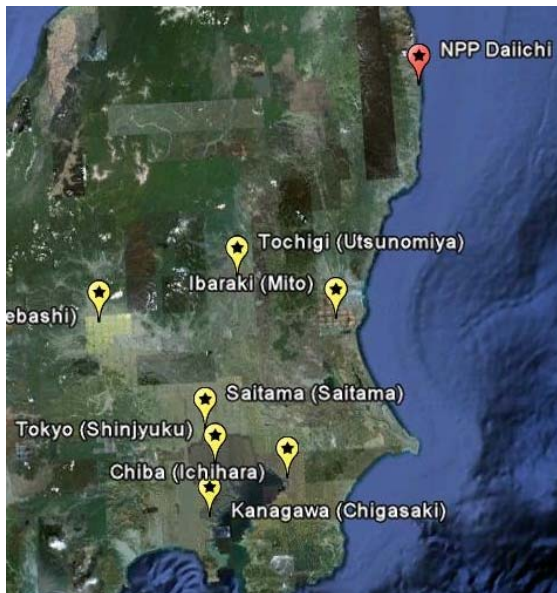 NPP Daiichi
Tochigi (Utsunomiya)
Ibaraki (Mito)
ebashi)
Saitama (Saitama)
Tokyo (Shinjyuku)
Chiba (Ichihara)
Kanagawa (Chigasaki)